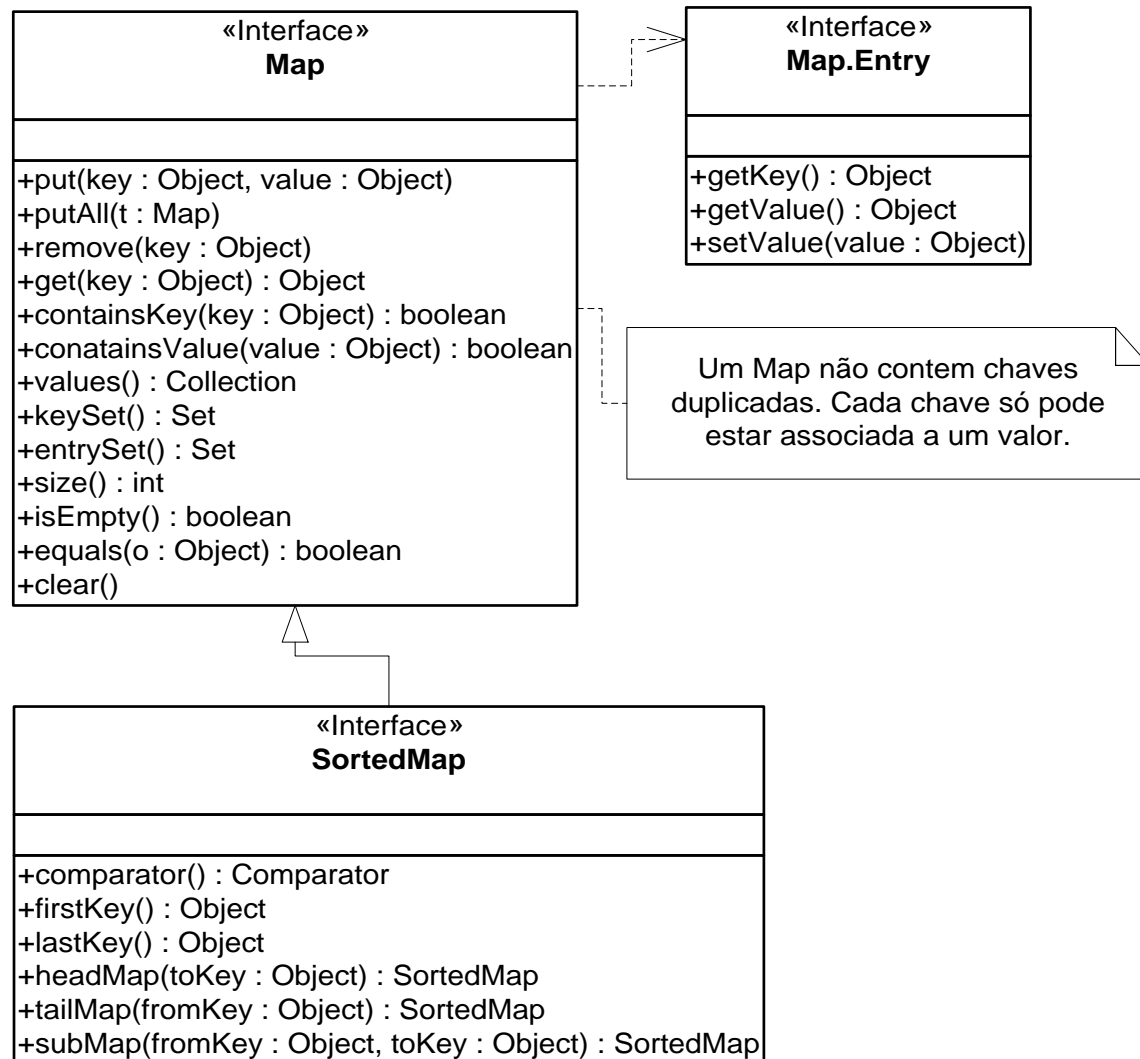 «Interface»
Map
+put(key : Object, value : Object)
+putAll(t : Map)
+remove(key : Object)
+get(key : Object) : Object
+containsKey(key : Object) : boolean
+conatainsValue(value : Object) : boolean
+values() : Collection
+keySet() : Set
+entrySet() : Set
+size() : int
+isEmpty() : boolean
+equals(o : Object) : boolean
+clear()
«Interface»
Map.Entry
+getKey() : Object
+getValue() : Object
+setValue(value : Object)
Um Map não contem chaves
duplicadas. Cada chave só pode
estar associada a um valor.
«Interface»
SortedMap
+comparator() : Comparator
+firstKey() : Object
+lastKey() : Object
+headMap(toKey : Object) : SortedMap
+tailMap(fromKey : Object) : SortedMap
+subMap(fromKey : Object, toKey : Object) : SortedMap